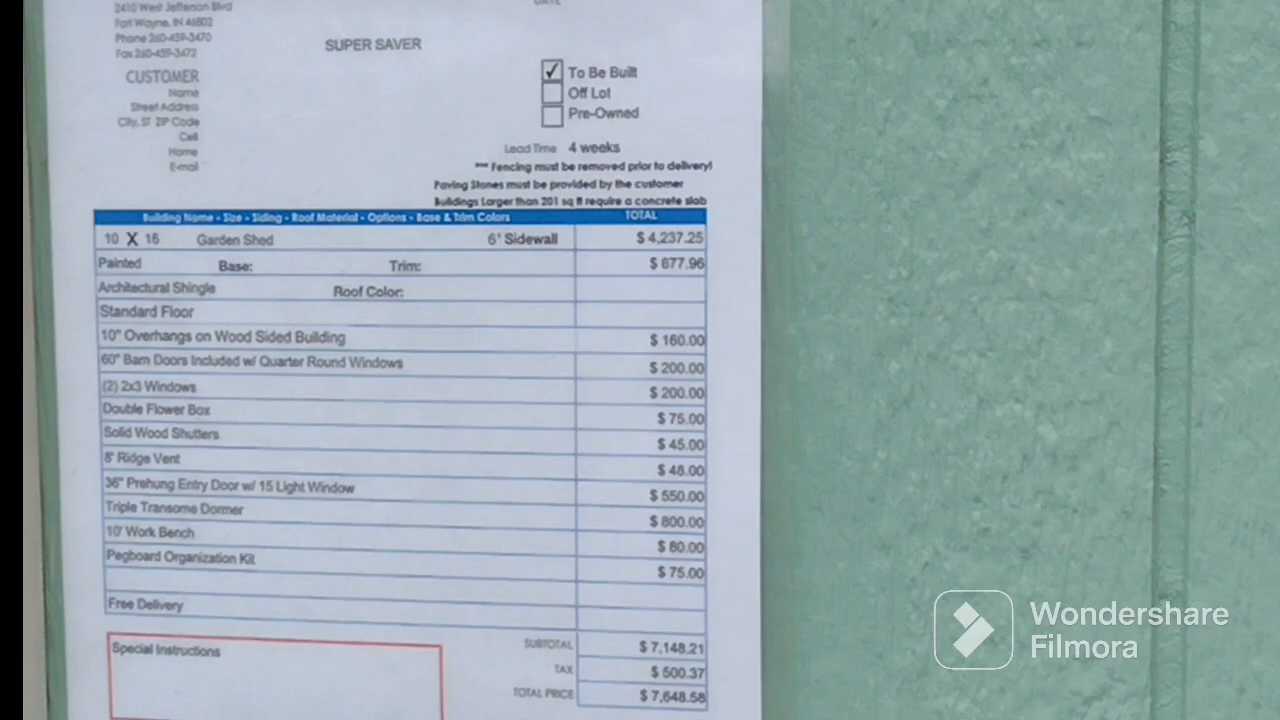 2410 West Jefferson Blvd
Fort Wayne, IN 46802
Phone 260-459-3470
Fax 260-459-3472
DATE
SUPER SAVER
CUSTOMER
Name
Street Address
City, ST ZIP Code
Cell
Home
E-mail
✓ To Be Built
Off Lot
Pre-Owned
Lead Time 4 weeks
*** Fencing must be removed prior to delivery!
Paving Stones must be provided by the customer
Buildings Larger than 201 sq ft require a concrete slab
Building Name - Size - Siding - Roof Material - Options - Base & Trim Colors TOTAL
10 X 16 Garden Shed 6' Sidewall $ 4,237.25
Painted Base: Trim: $ 677.96
Architectural Shingle Roof Color:
Standard Floor
10" Overhangs on Wood Sided Building $ 160.00
60" Barn Doors Included w/ Quarter Round Windows $ 200.00
(2) 2x3 Windows $ 200.00
Double Flower Box $ 75.00
Solid Wood Shutters $ 45.00
8' Ridge Vent $ 48.00
36" Prehung Entry Door w/ 15 Light Window $ 550.00
Triple Transome Dormer $ 800.00
10' Work Bench $ 80.00
Pegboard Organization Kit $ 75.00
Free Delivery
SUBTOTAL $ 7,148.21
TAX $ 500.37
TOTAL PRICE $ 7,648.58
Special Instructions
Wondershare
Filmora